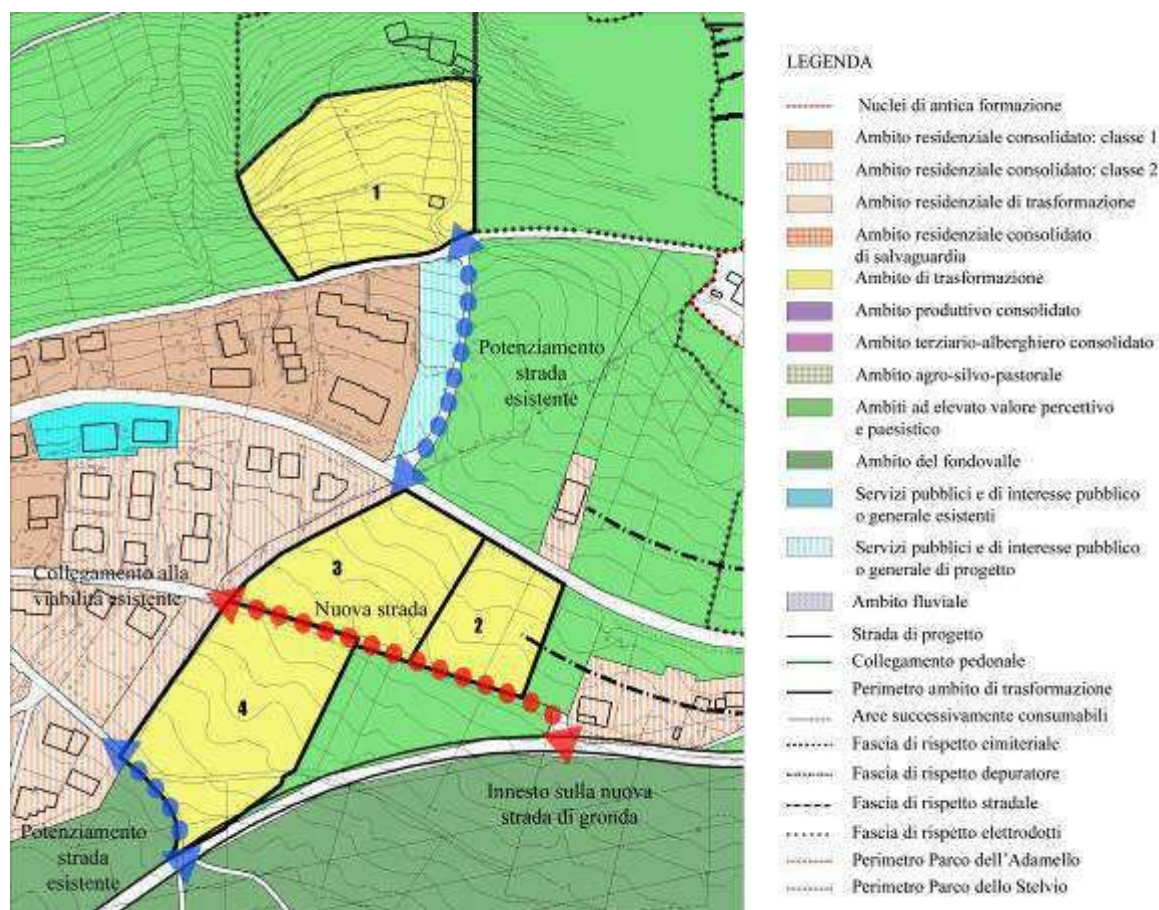 1
Potenziamento
strada
esistente
3
Collegamento alla
viabilità esistente
Nuova strada
2
4
Innesto sulla nuova
strada di gronda
Potenziamento
strada
esistente
LEGENDA
Nuclei di antica formazione
Ambito residenziale consolidato: classe 1
Ambito residenziale consolidato: classe 2
Ambito residenziale di trasformazione
Ambito residenziale consolidato
di salvaguardia
Ambito di trasformazione
Ambito produttivo consolidato
Ambito terziario-alberghiero consolidato
Ambito agro-silvo-pastorale
Ambiti ad elevato valore percettivo
e paesistico
Ambito del fondovalle
Servizi pubblici e di interesse pubblico
o generale esistenti
Servizi pubblici e di interesse pubblico
o generale di progetto
Ambito fluviale
Strada di progetto
Collegamento pedonale
Perimetro ambito di trasformazione
Aree successivamente consumabili
Fascia di rispetto cimiteriale
Fascia di rispetto depuratore
Fascia di rispetto stradale
Fascia di rispetto elettrodotti
Perimetro Parco dell'Adamello
Perimetro Parco dello Stelvio